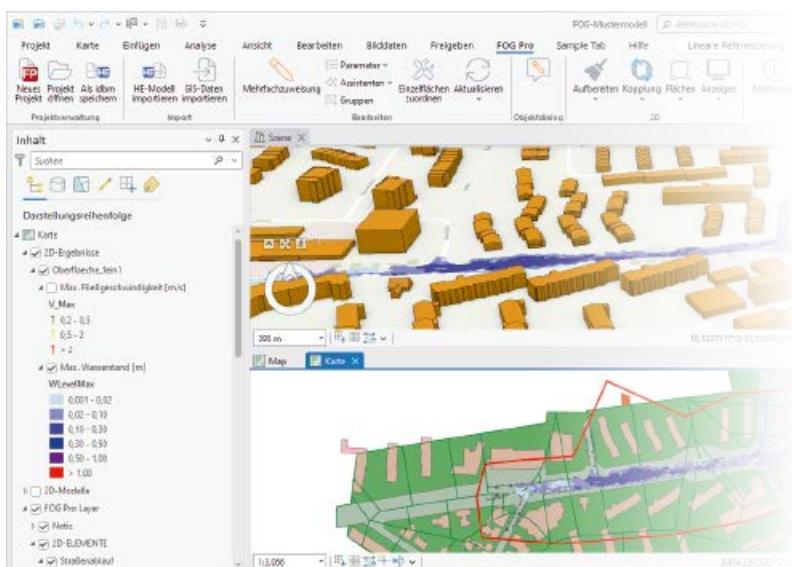 FOG-Mustermodell
Projekt Karte Einfügen Analyse Ansicht Bearbeiten Bilddaten Freigeben FOG Pro Sample Tab Hilfe Lineare Referenzierung
Neues Projekt Projekt öffnen Als idbm speichern HE-Modell importieren GIS-Daten importieren Mehrfachzuweisung Parameter Assistenten Gruppen Einzelflächen zuordnen Aktualisieren Aufbereiten Kopplung Flächen Anzeigen
Projektverwaltung Import Bearbeiten Objektdialog 2D
Inhalt
Szene
Suchen
Darstellungsreihenfolge
Karte
2D-Ergebnisse
Oberflaeche_fein1
Max. Fließgeschwindigkeit [m/s]
V_Max
0,2 - 0,5
0,5 - 2
> 2
395 m
Max. Wasserstand [m]
Map Karte
WLevelMax
0,001 - 0,02
0,02 - 0,10
0,10 - 0,30
0,30 - 0,50
0,50 - 1,00
> 1.00
2D-Modelle
FOG Pro Layer
Netis
2D-ELEMENTE
Straßenablauf
1:3.056